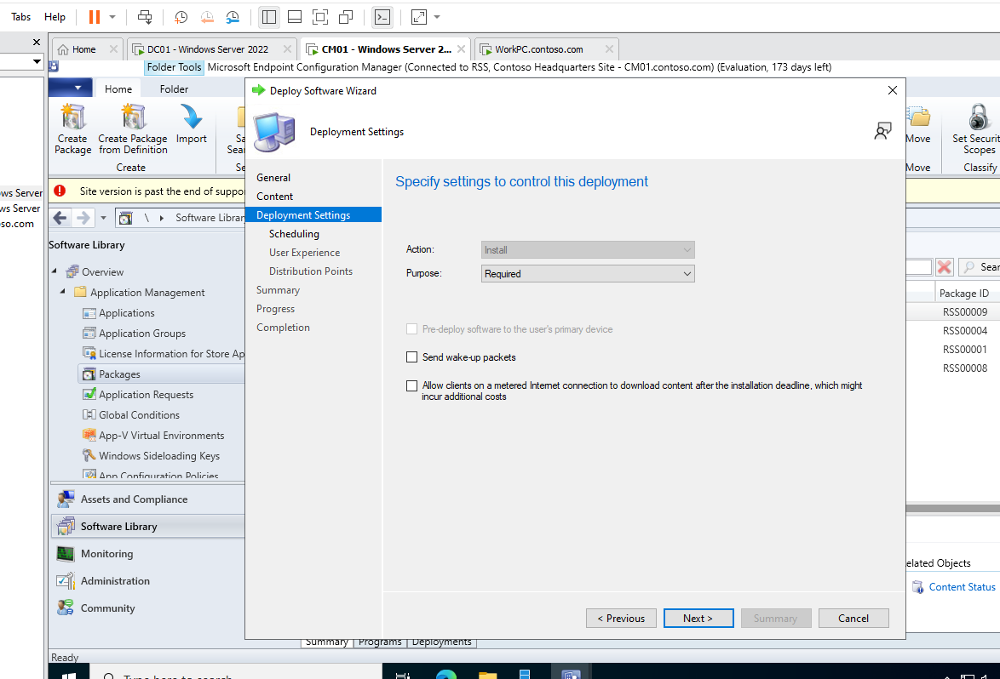 Tabs Help
Home DC01 - Windows Server 2022 CM01 - Windows Server 2... WorkPC.contoso.com
Folder Tools Microsoft Endpoint Configuration Manager (Connected to RSS, Contoso Headquarters Site - CM01.contoso.com) (Evaluation, 173 days left)
Home Folder
Create Package
Create Package from Definition
Import
Sa
Sear
Create
Se
Move
Set Securit
Scopes
Move
Classify
ws Server
ws Server
so.com
Site version is past the end of suppo
\ Software Librar
Software Library
Overview
Application Management
Applications
Application Groups
License Information for Store Ap
Packages
Application Requests
Global Conditions
App-V Virtual Environments
Windows Sideloading Keys
App Configuration Policies
Assets and Compliance
Software Library
Monitoring
Administration
Community
Ready
Deploy Software Wizard
Deployment Settings
General
Content
Deployment Settings
Scheduling
User Experience
Distribution Points
Summary
Progress
Completion
Specify settings to control this deployment
Action: Install
Purpose: Required
Pre-deploy software to the user's primary device
Send wake-up packets
Allow clients on a metered Internet connection to download content after the installation deadline, which might
incur additional costs
< Previous Next > Summary Cancel
Summary Programs Deployments
Sear
Package ID
RSS00009
RSS00004
RSS00001
RSS00008
elated Objects
Content Status
Type here to search